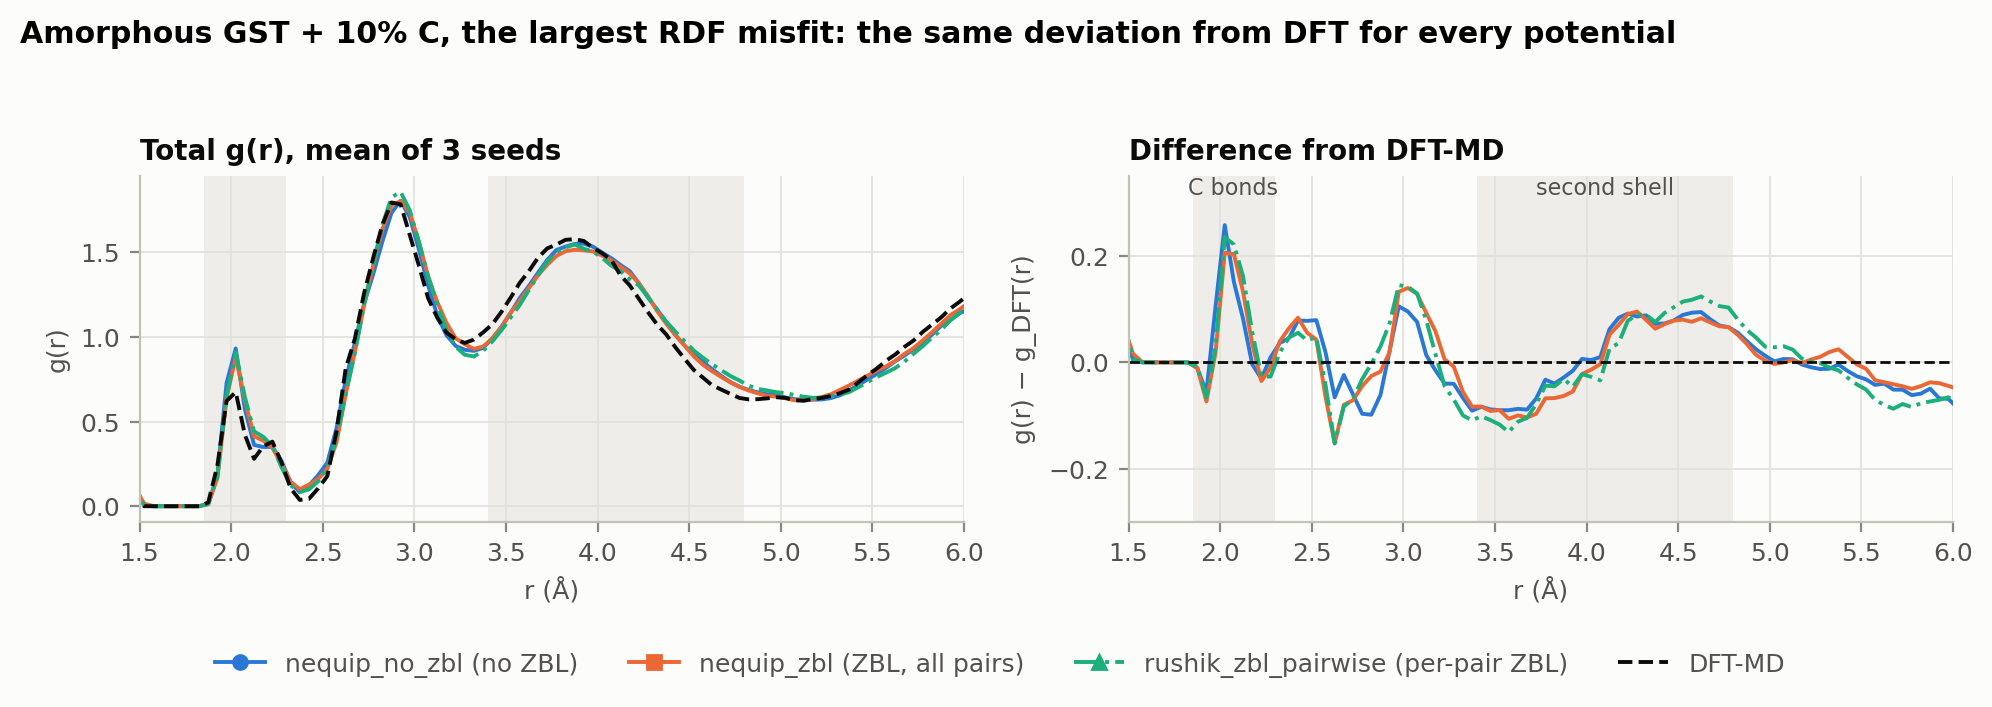 Amorphous GST + 10% C, the largest RDF misfit: the same deviation from DFT for every potential
Total g(r), mean of 3 seeds
g(r)
1.5
1.0
0.5
0.0
1.5 2.0 2.5 3.0 3.5 4.0 4.5 5.0 5.5 6.0
r (Å)
Difference from DFT-MD
C bonds second shell
g(r) − g_DFT(r)
0.2
0.0
−0.2
1.5 2.0 2.5 3.0 3.5 4.0 4.5 5.0 5.5 6.0
r (Å)
nequip_no_zbl (no ZBL) nequip_zbl (ZBL, all pairs) rushik_zbl_pairwise (per-pair ZBL) DFT-MD